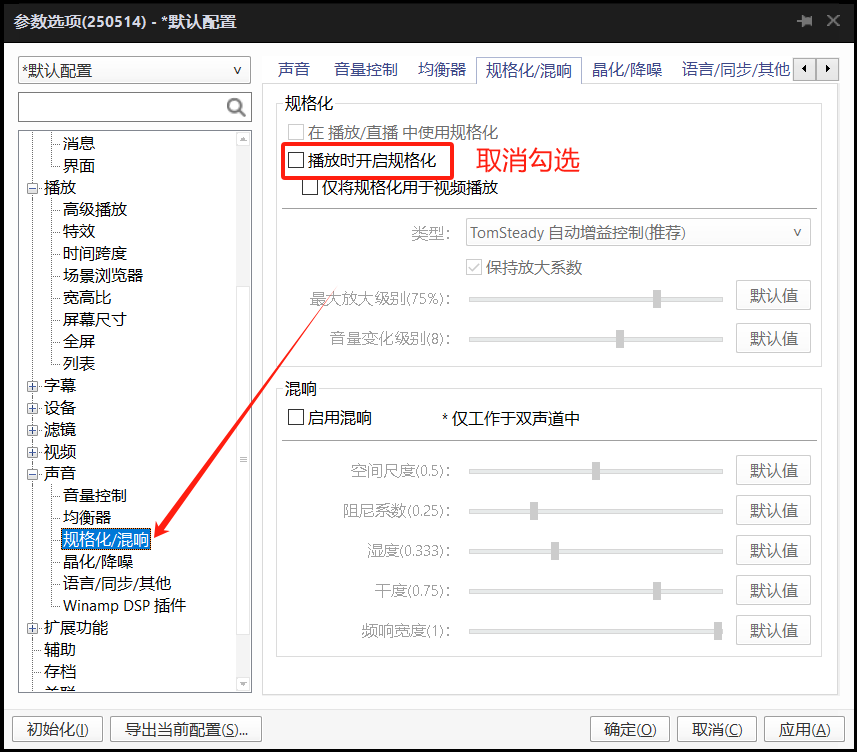 参数选项(250514) - *默认配置
*默认配置
声音 音量控制 均衡器 规格化/混响 晶化/降噪 语言/同步/其他
消息
界面
播放
高级播放
特效
时间跨度
场景浏览器
宽高比
屏幕尺寸
全屏
列表
字幕
设备
滤镜
视频
声音
音量控制
均衡器
规格化/混响
晶化/降噪
语言/同步/其他
Winamp DSP 插件
扩展功能
辅助
存档
关联
规格化
在 播放/直播 中使用规格化
播放时开启规格化
取消勾选
仅将规格化用于视频播放
类型: TomSteady 自动增益控制(推荐)
保持放大系数
最大放大级别(75%): 默认值
音量变化级别(8): 默认值
混响
启用混响 * 仅工作于双声道中
空间尺度(0.5): 默认值
阻尼系数(0.25): 默认值
湿度(0.333): 默认值
干度(0.75): 默认值
频响宽度(1): 默认值
初始化(I) 导出当前配置(S)... 确定(O) 取消(C) 应用(A)